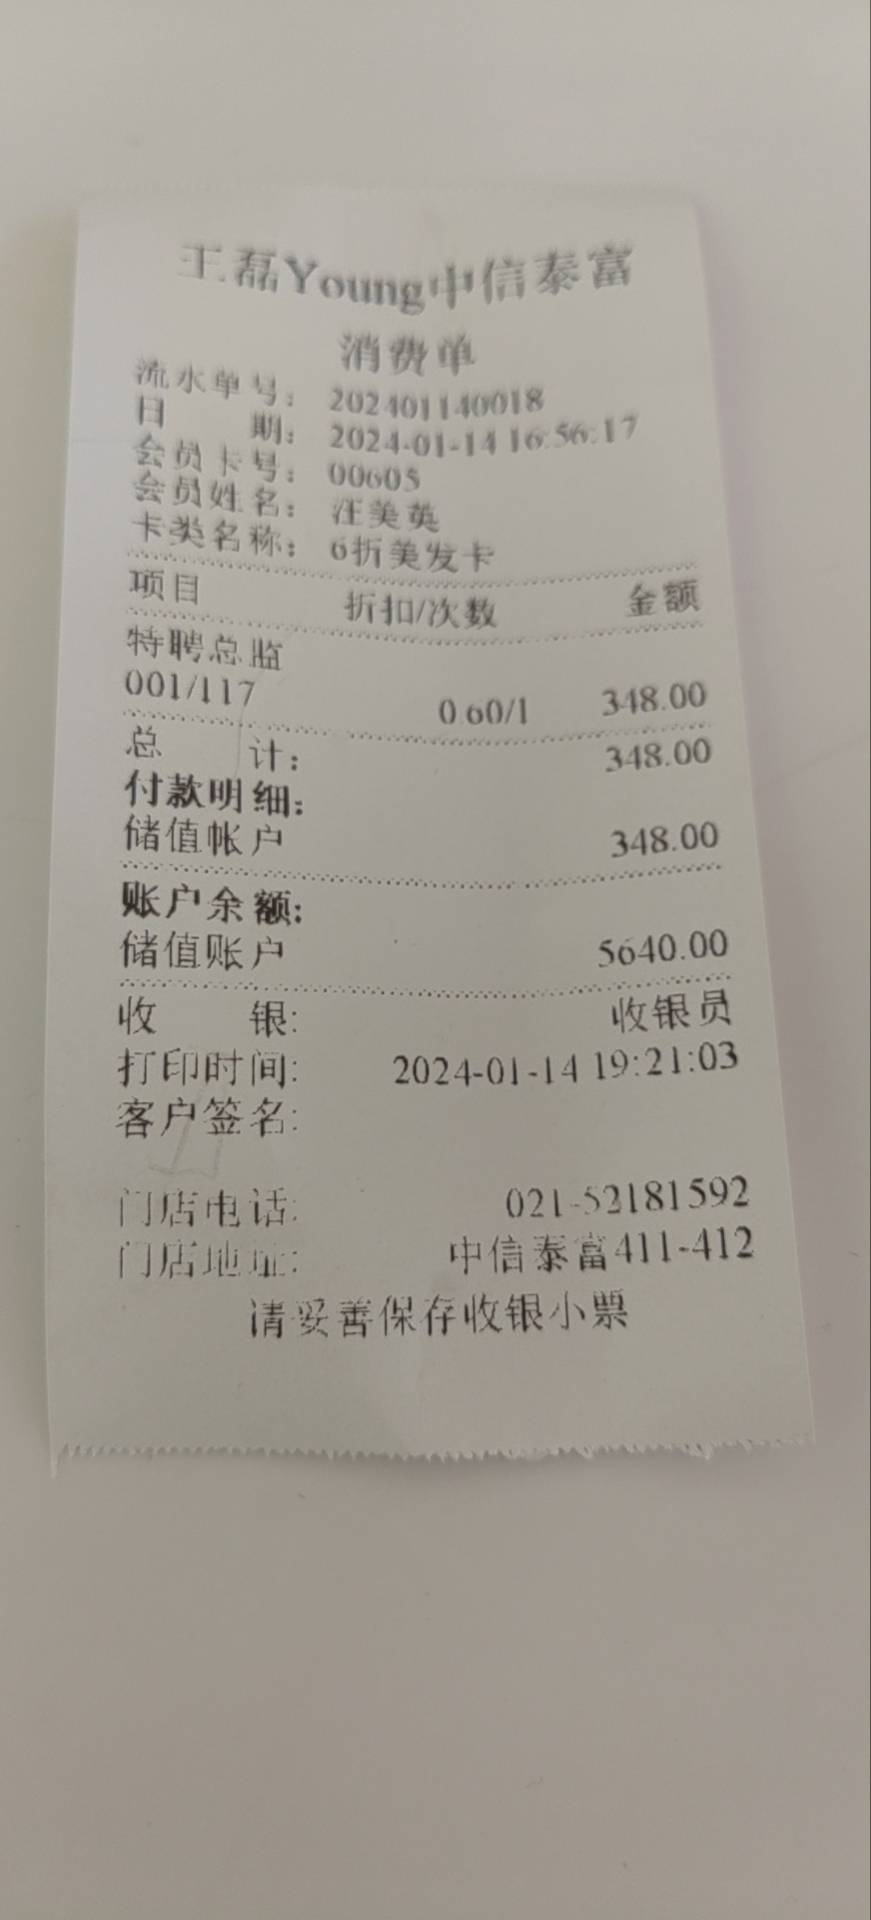 王磊Young中信泰富
消费单
流水单号： 202401140018
日 期： 2024-01-14 16:56:17
会员卡号： 00605
会员姓名： 汪美英
卡类名称： 6折美发卡
项目 折扣/次数 金额
特聘总监
001/117 0.60/1 348.00
总 计： 348.00
付款明细：
储值帐户 348.00
账户余额:
储值账户 5640.00
收 银: 收银员
打印时间: 2024-01-14 19:21:03
客户签名:
门店电话: 021-52181592
门店地址: 中信泰富411-412
请妥善保存收银小票